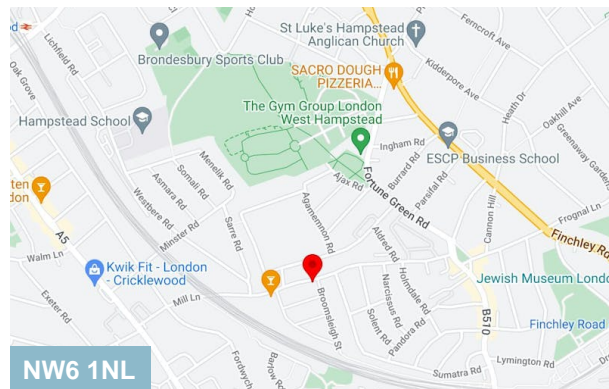 Lichfield Rd
Oak Grove
Brondesbury Sports Club
St Luke's Hampstead
Anglican Church
Ferncroft Ave
Kidderpore Ave
SACRO DOUGH
PIZZERIA...
Heath Dr
Oakhill Ave
Greenaway Gardens
Hampstead School
The Gym Group London
West Hampstead
Ingham Rd
ESCP Business School
Burrard Rd
Parsifal Rd
Menelik Rd
Somali Rd
Asmara Rd
Westbere Rd
Minster Rd
Sarre Rd
Ajax Rd
Agamemnon Rd
Fortune Green Rd
Cannon Hill
Frognal Ln
Finchley Rd
A5
Walm Ln
Exeter Rd
Kwik Fit - London
- Cricklewood
Mill Ln
Aldred Rd
Holmdale Rd
Narcissus Rd
Pandora Rd
Solent Rd
Broomsleigh St
Jewish Museum Londo
B510
Finchley Road
Lymington Rd
Sumatra Rd
Fordwych
Barlow Rd
NW6 1NL